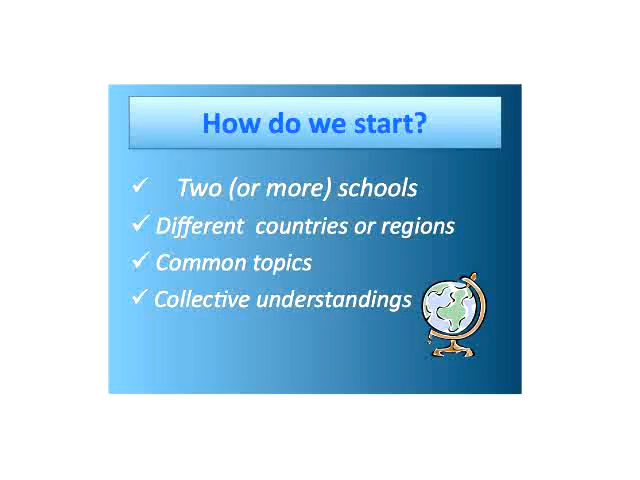 How do we start?
✓ Two (or more) schools
✓ Different countries or regions
✓ Common topics
✓ Collective understandings